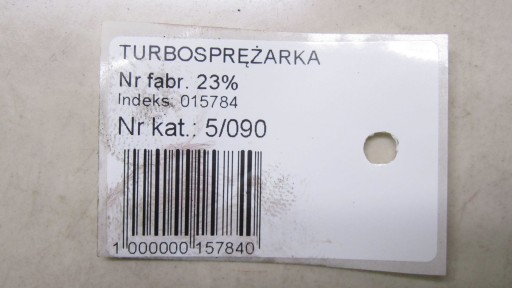 TURBOSPRĘŻARKA
Nr fabr. 23%
Indeks: 015784
Nr kat.: 5/090
1 000000 157840